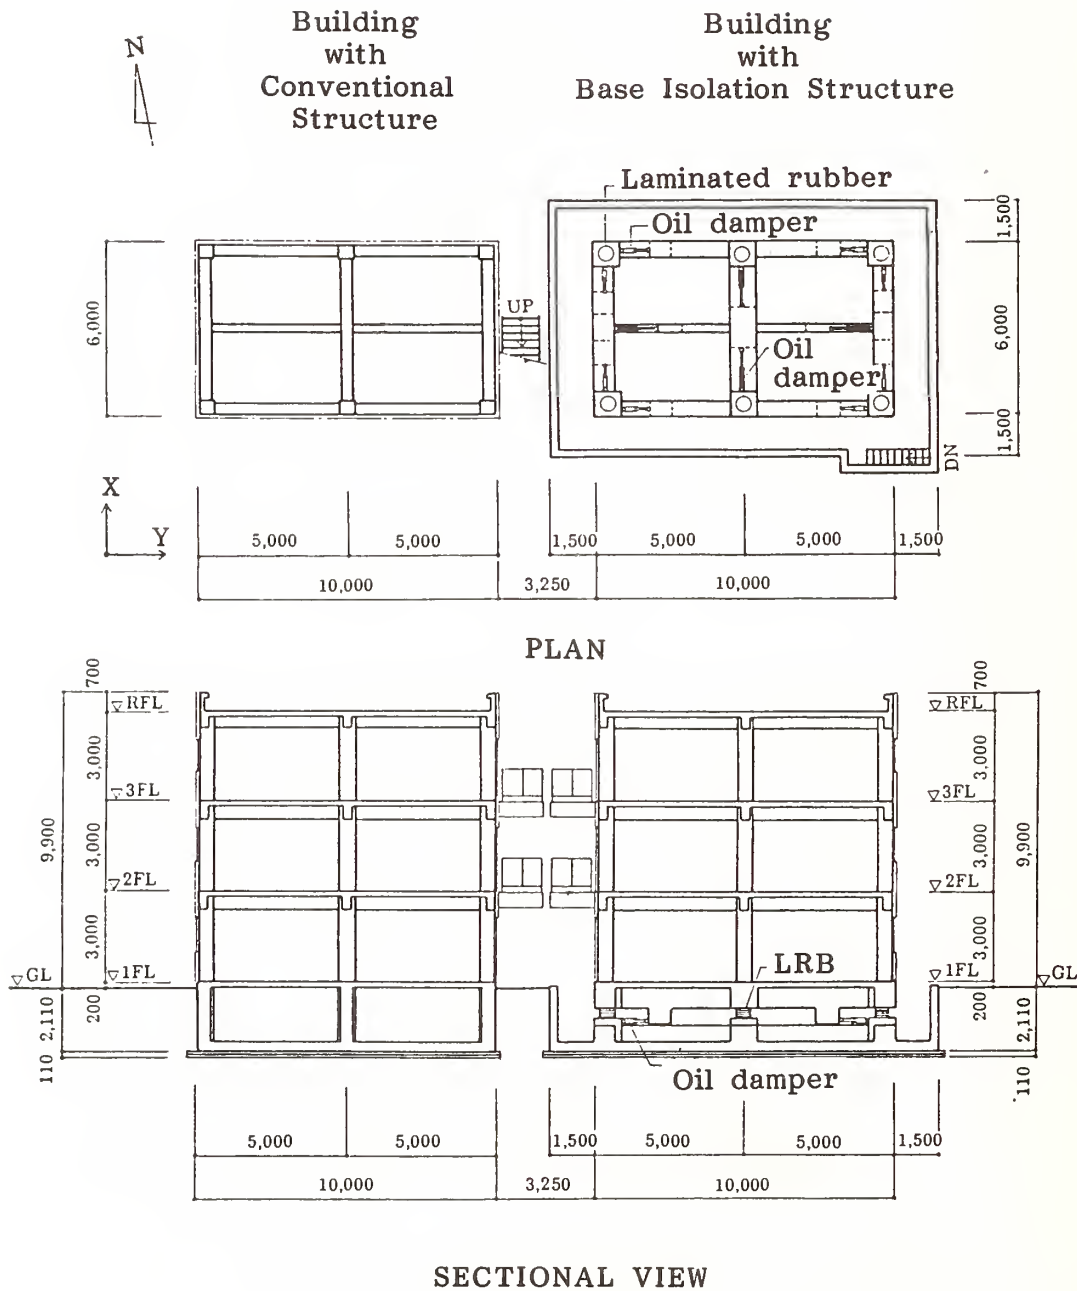 Building
with
Conventional
Structure
Building
with
Base Isolation Structure
N
Laminated rubber
Oil damper
UP
Oil
damper
DN
6,000
1,500
6,000
1,500
X
Y
5,000
5,000
1,500
5,000
5,000
1,500
10,000
3,250
10,000
PLAN
700
RFL
3,000
3FL
9,900
3,000
2FL
3,000
1FL
GL
200
2,110
110
RFL
700
3,000
3FL
3,000
9,900
2FL
3,000
1FL
GL
200
2,110
110
LRB
Oil damper
5,000
5,000
1,500
5,000
5,000
1,500
10,000
3,250
10,000
SECTIONAL VIEW